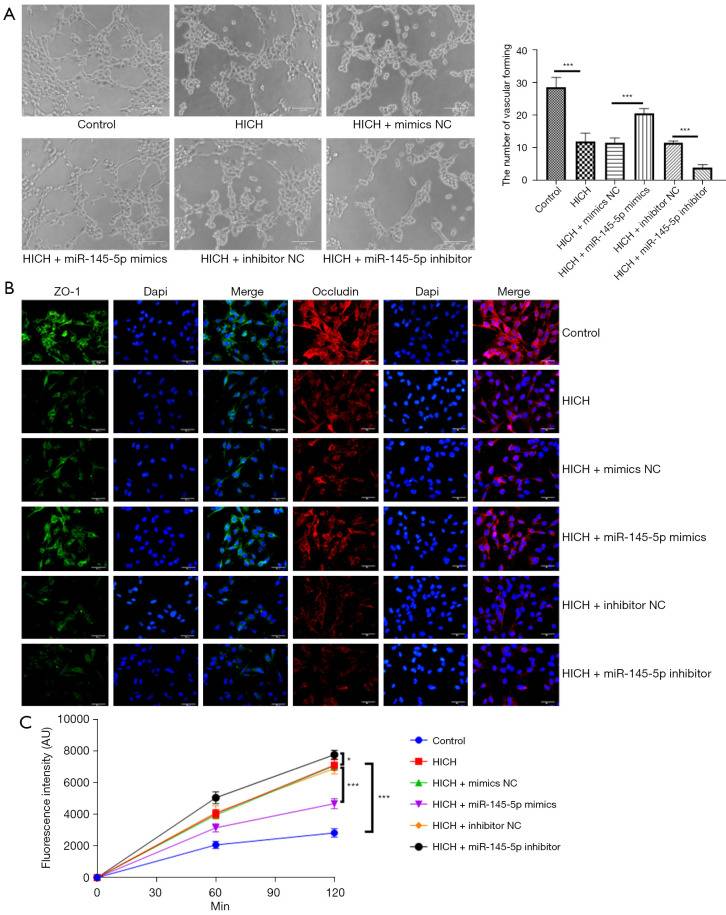 A
Control
HICH
HICH + mimics NC
HICH + miR-145-5p mimics
HICH + inhibitor NC
HICH + miR-145-5p inhibitor
The number of vascular forming
40
30
20
10
0
***
***
***
Control
HICH
HICH + mimics NC
HICH + miR-145-5p mimics
HICH + inhibitor NC
HICH + miR-145-5p inhibitor
B
ZO-1 Dapi Merge Occludin Dapi Merge
Control
HICH
HICH + mimics NC
HICH + miR-145-5p mimics
HICH + inhibitor NC
HICH + miR-145-5p inhibitor
C
Fluorescence intensity (AU)
10000
8000
6000
4000
2000
0
0 30 60 90 120
Min
*
***
***
Control
HICH
HICH + mimics NC
HICH + miR-145-5p mimics
HICH + inhibitor NC
HICH + miR-145-5p inhibitor